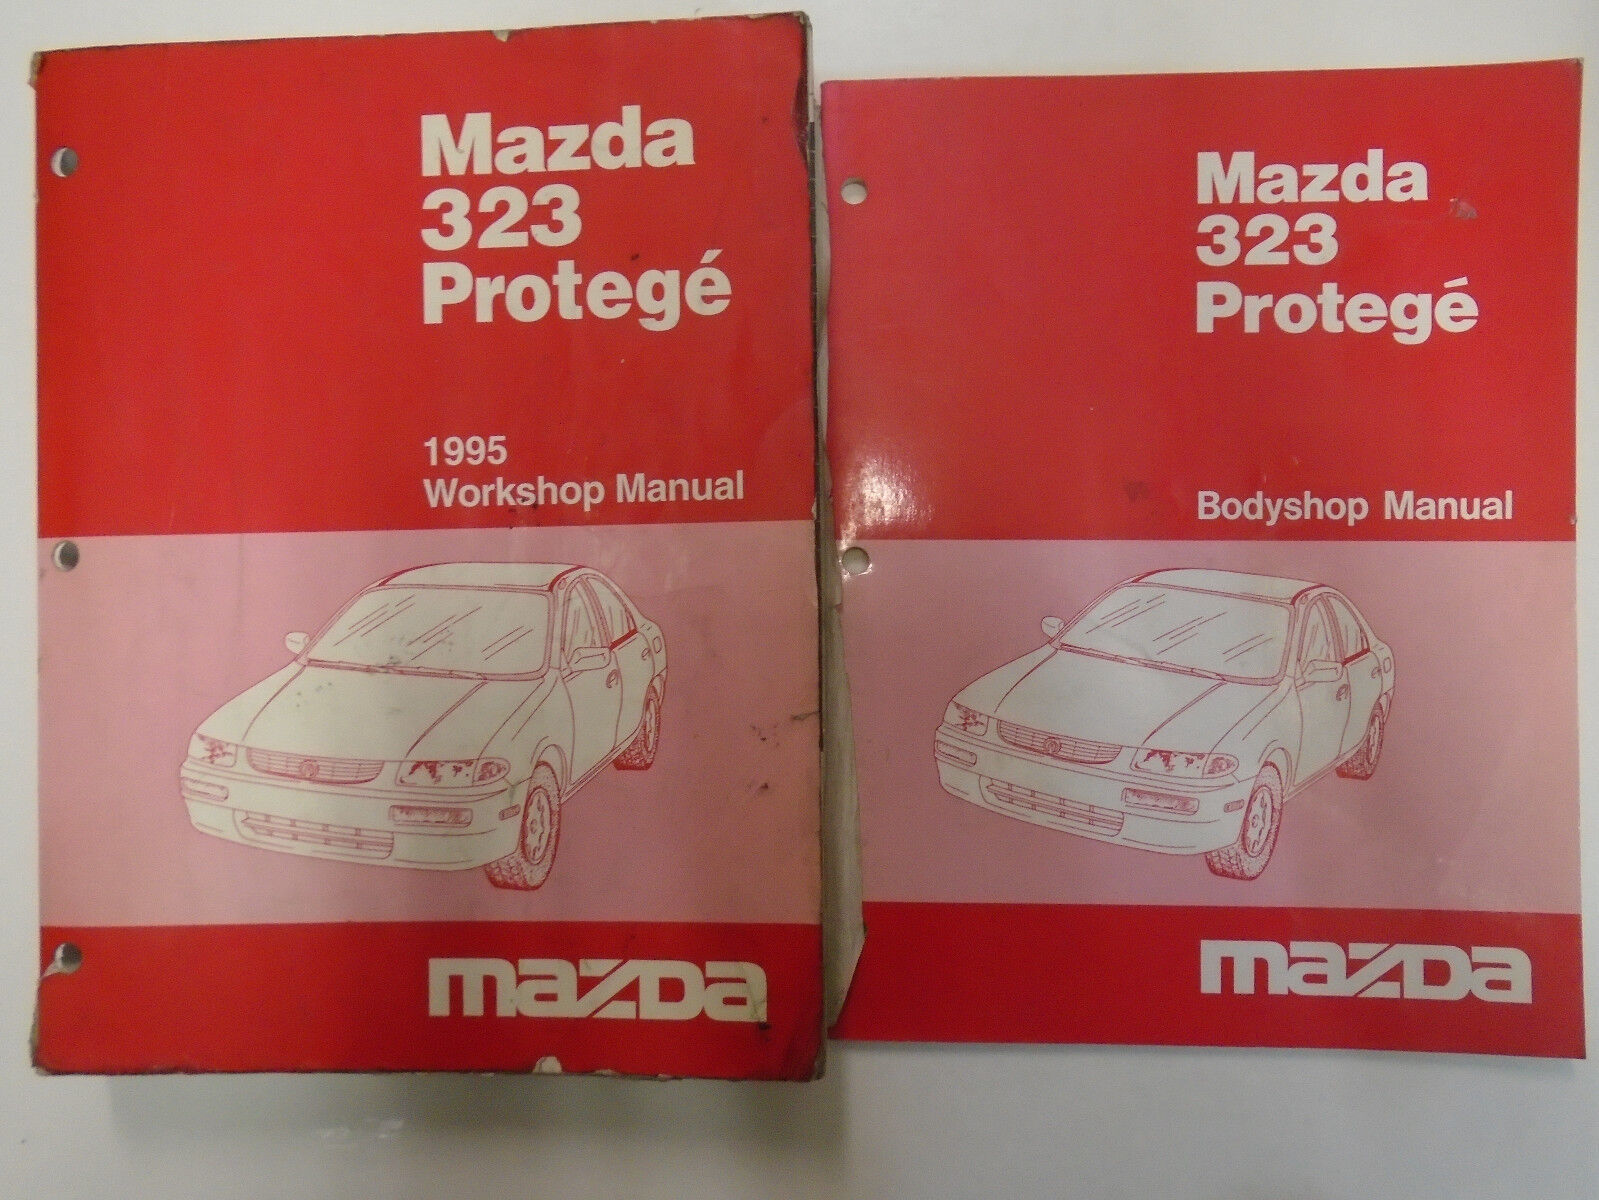 Mazda
323
Protegé
1995
Workshop Manual
mazda
Mazda
323
Protegé
Bodyshop Manual
mazda